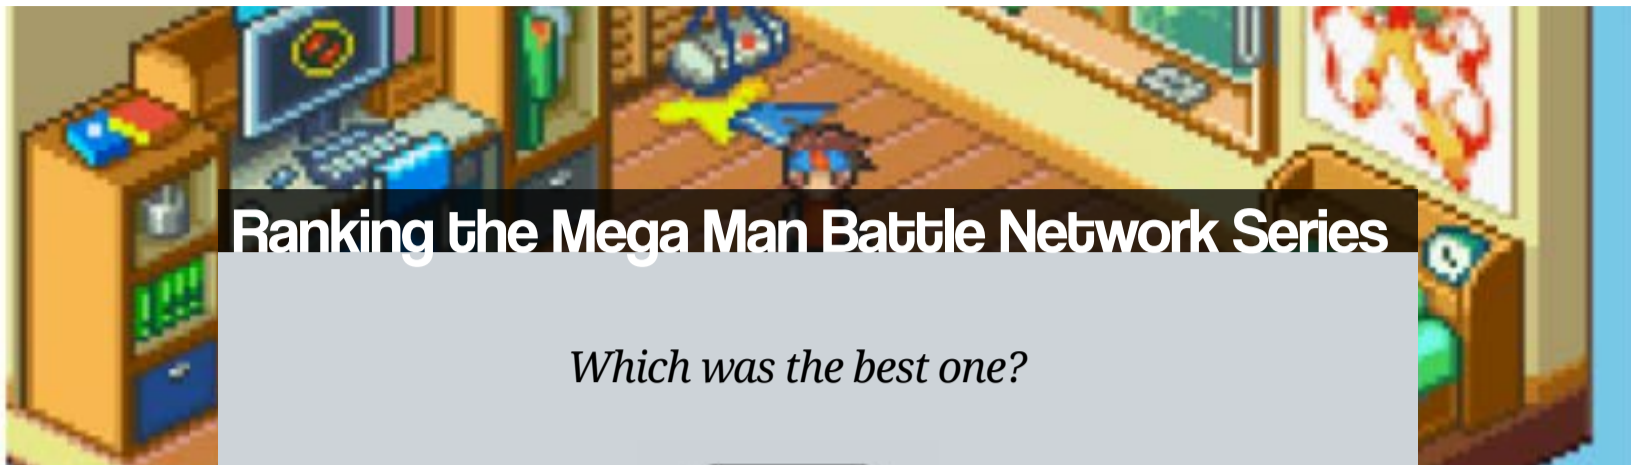 Ranking the Mega Man Battle Network Series
Which was the best one?